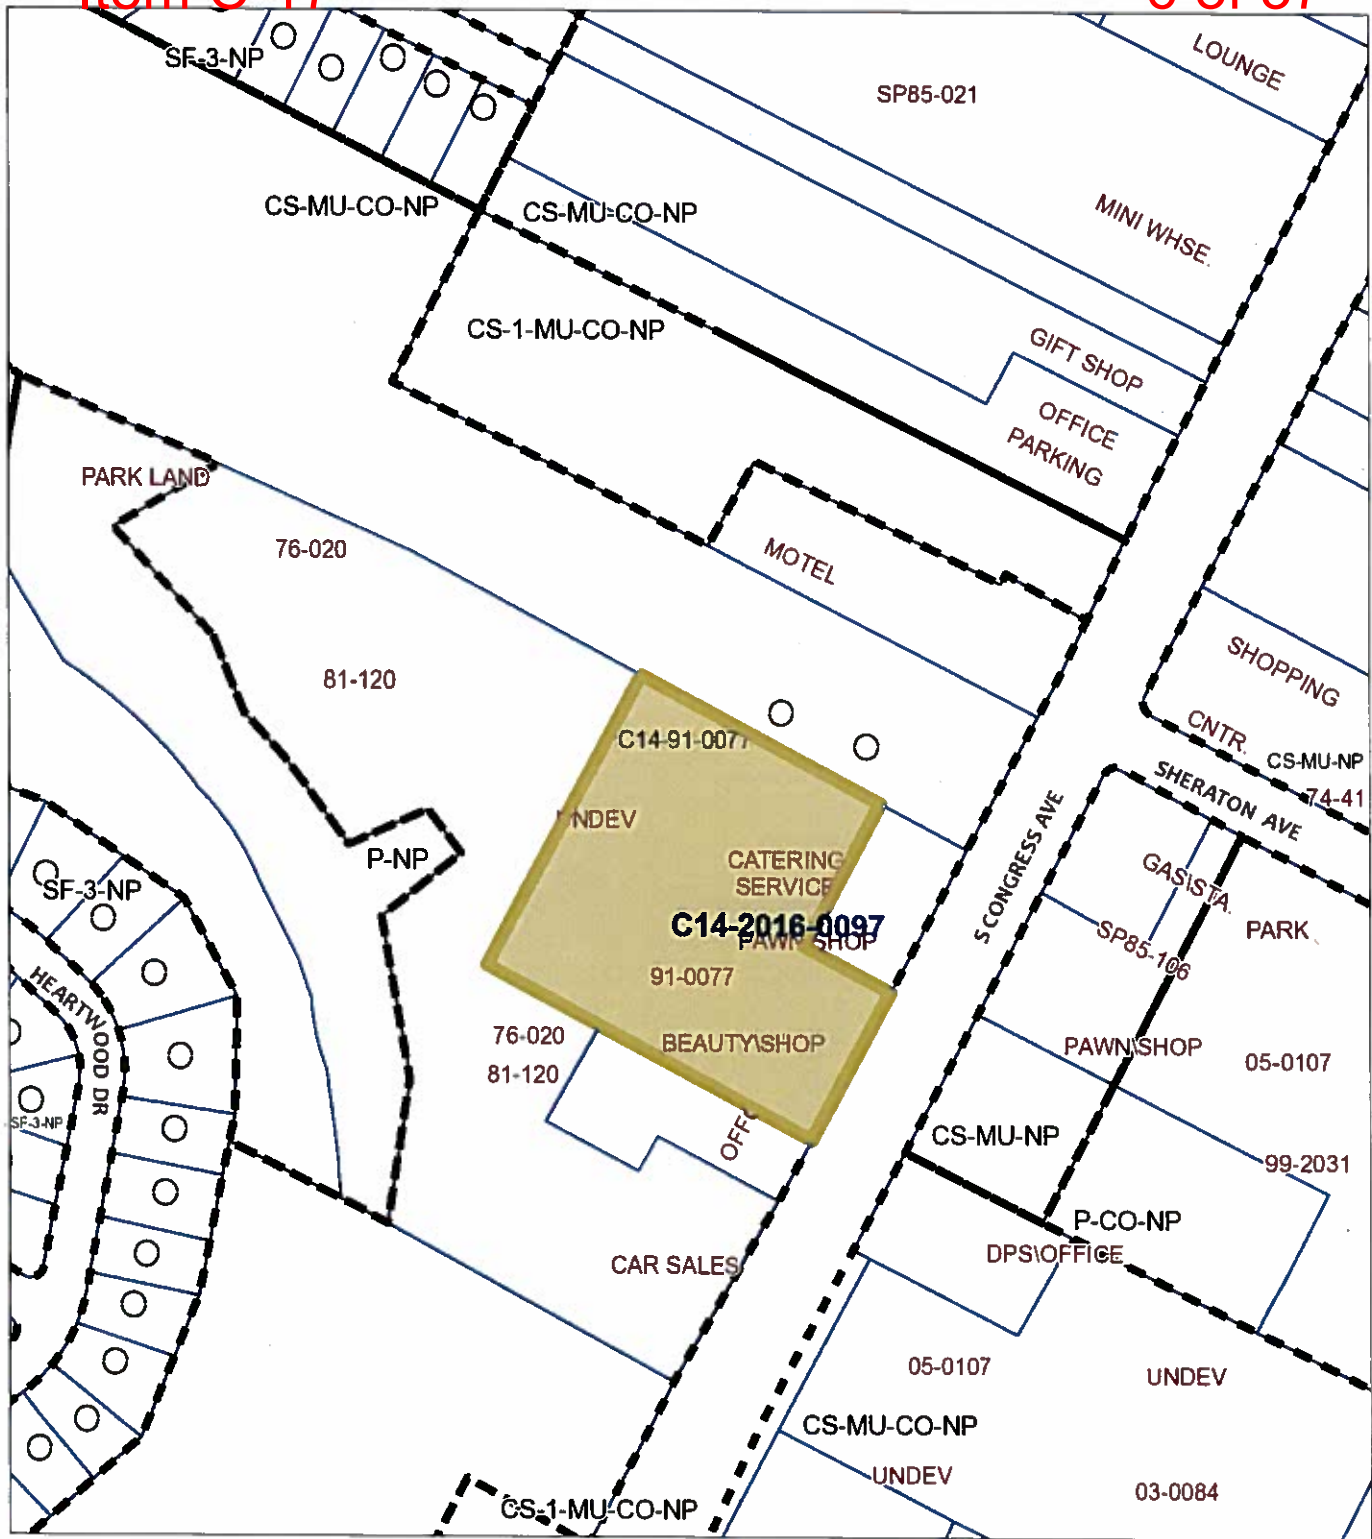 SF-3-NP
LOUNGE
SP85-021
CS-MU-CO-NP
CS-MU-CO-NP
MINI WHSE.
CS-1-MU-CO-NP
GIFT SHOP
OFFICE
PARKING
PARK LAND
76-020
MOTEL
81-120
SHOPPING
CNTR.
CS-MU-NP
74-41
SHERATON AVE
C14-91-0077
UNDEV
S CONGRESS AVE
P-NP
CATERING
SERVICE
GAS\STA.
SF-3-NP
C14-2016-0097
PAWN SHOP
SP85-106
PARK
91-0077
HEARTWOOD DR
76-020
BEAUTY\SHOP
PAWN\SHOP
05-0107
81-120
SF-3-NP
CS-MU-NP
99-2031
P-CO-NP
DPS\OFFICE
CAR SALES
05-0107
UNDEV
CS-MU-CO-NP
UNDEV
03-0084
CS-1-MU-CO-NP